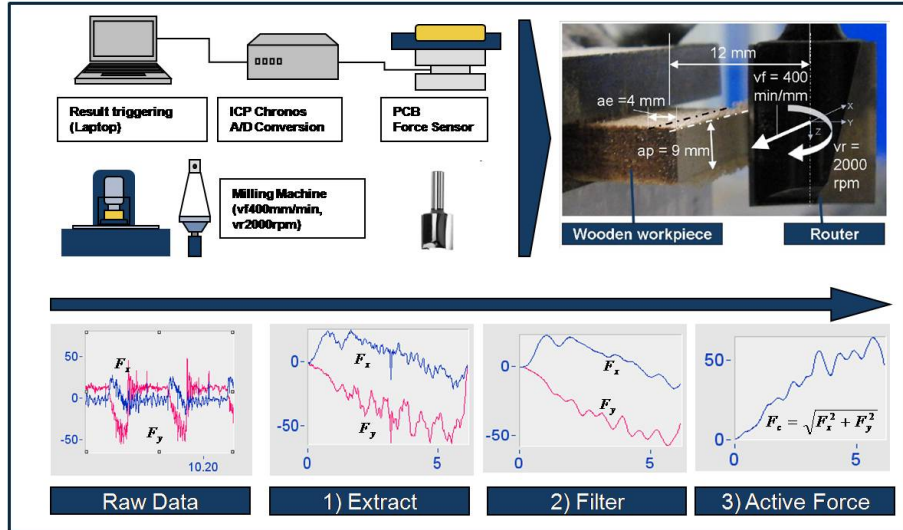 Result triggering
(Laptop)
ICP Chronos
A/D Conversion
PCB
Force Sensor
Milling Machine
(vf400mm/min,
vr2000rpm)
12 mm
vf = 400
min/mm
ae=4 mm
ap = 9 mm
X
Y
Z
vr =
2000
rpm
Wooden workpiece
Router
50
0
-50
Fx
Fy
10.20
0
-50
Fx
Fy
0
5
0
-50
Fx
Fy
0
5
50
0
Fc = √Fx² + Fy²
0
5
Raw Data
1) Extract
2) Filter
3) Active Force